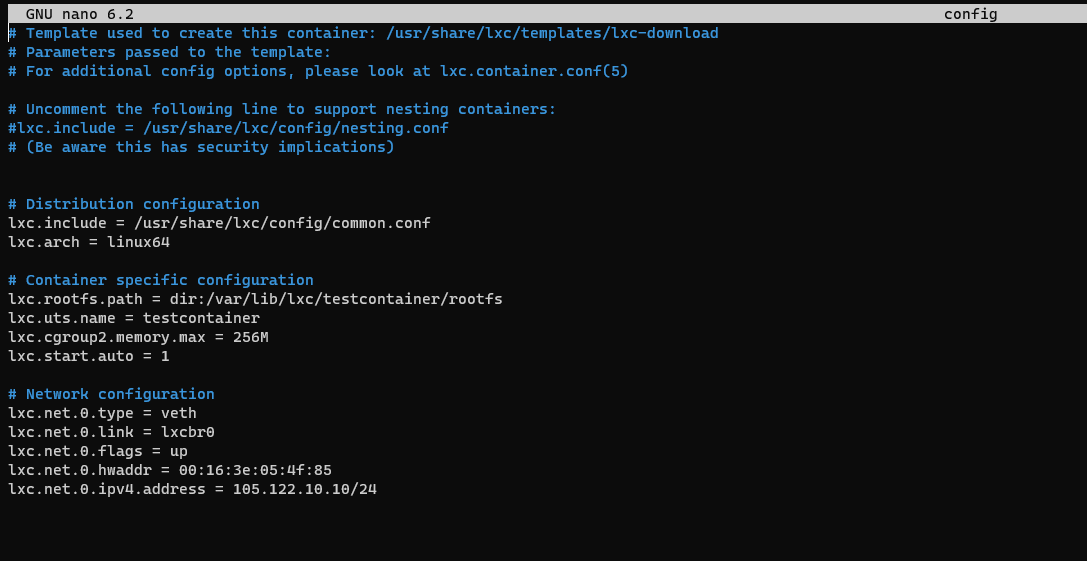 GNU nano 6.2 config
# Template used to create this container: /usr/share/lxc/templates/lxc-download
# Parameters passed to the template:
# For additional config options, please look at lxc.container.conf(5)
# Uncomment the following line to support nesting containers:
#lxc.include = /usr/share/lxc/config/nesting.conf
# (Be aware this has security implications)
# Distribution configuration
lxc.include = /usr/share/lxc/config/common.conf
lxc.arch = linux64
# Container specific configuration
lxc.rootfs.path = dir:/var/lib/lxc/testcontainer/rootfs
lxc.uts.name = testcontainer
lxc.cgroup2.memory.max = 256M
lxc.start.auto = 1
# Network configuration
lxc.net.0.type = veth
lxc.net.0.link = lxcbr0
lxc.net.0.flags = up
lxc.net.0.hwaddr = 00:16:3e:05:4f:85
lxc.net.0.ipv4.address = 105.122.10.10/24